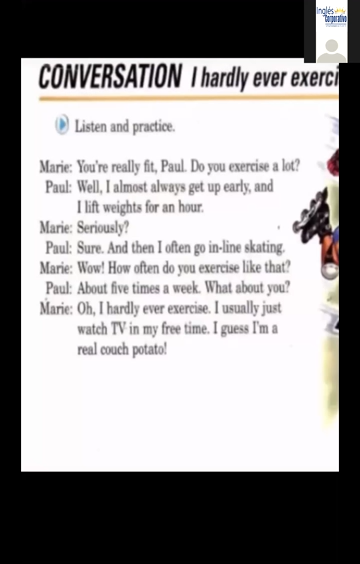 Inglés
Corporativo
CONVERSATION I hardly ever exerci
Listen and practice.
Marie: You're really fit, Paul. Do you exercise a lot?
Paul: Well, I almost always get up early, and
I lift weights for an hour.
Marie: Seriously?
Paul: Sure. And then I often go in-line skating.
Marie: Wow! How often do you exercise like that?
Paul: About five times a week. What about you?
Marie: Oh, I hardly ever exercise. I usually just
watch TV in my free time. I guess I'm a
real couch potato!